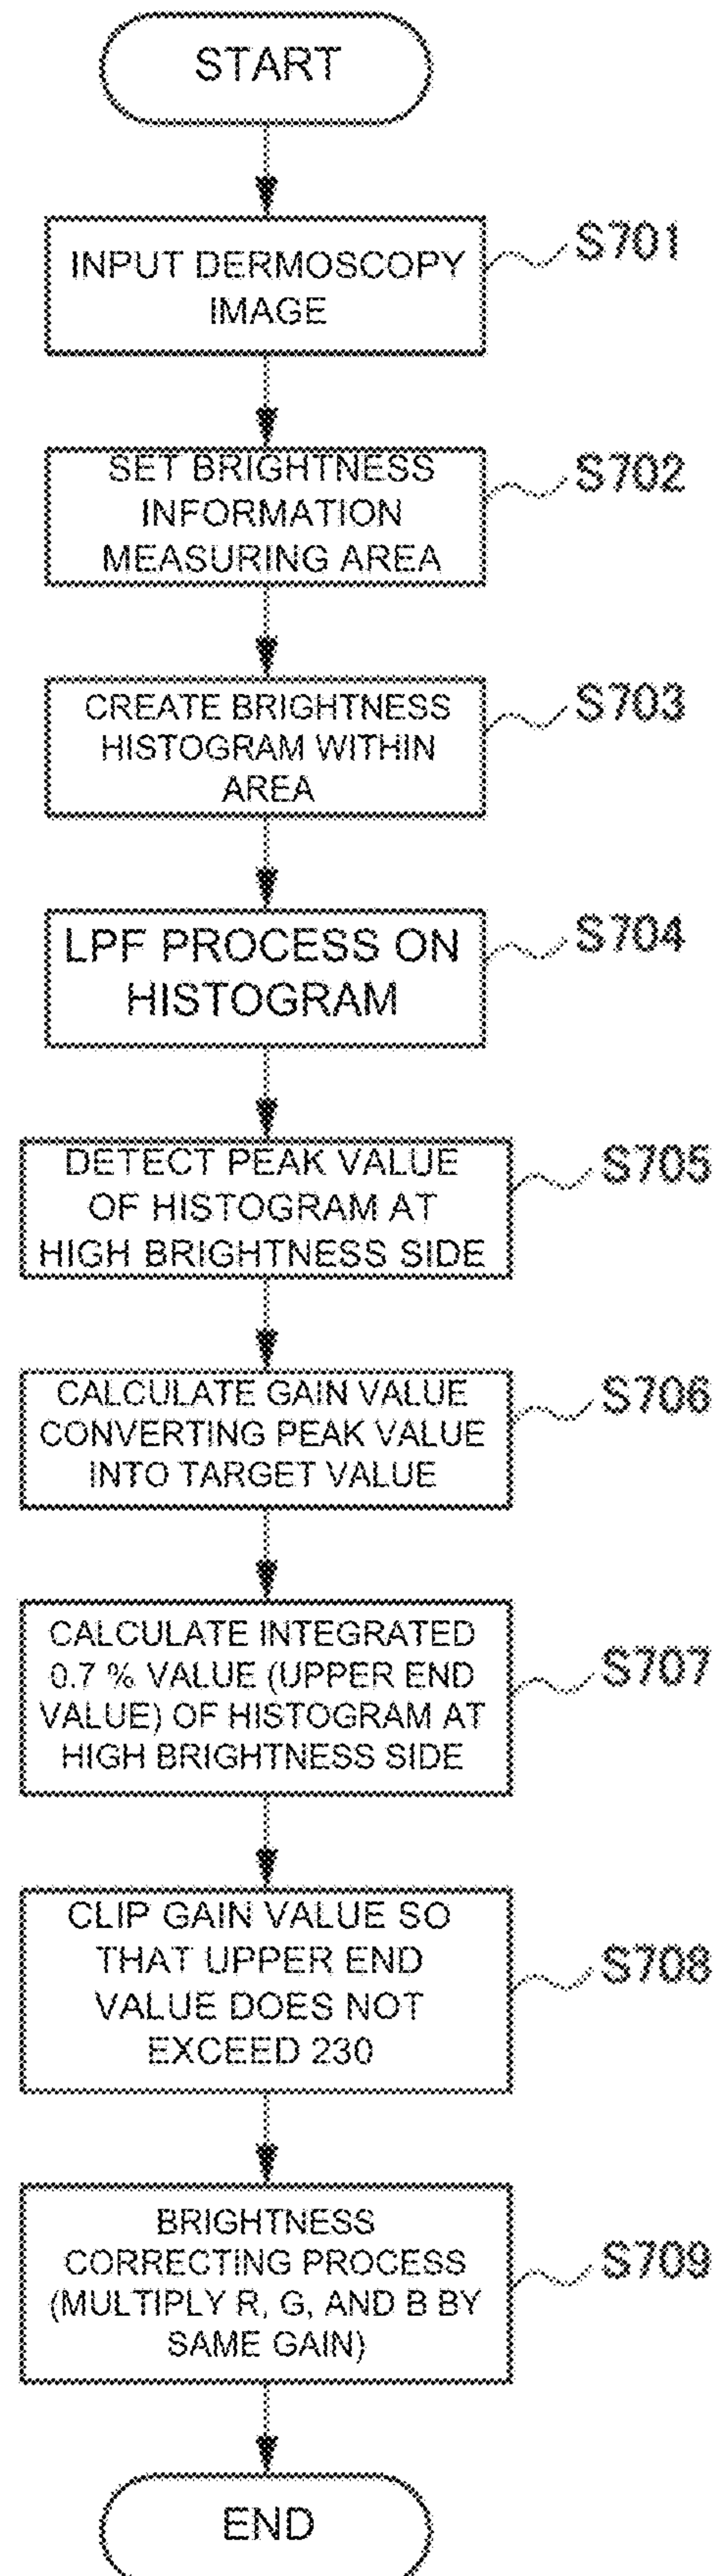 START
INPUT DERMOSCOPY
IMAGE
S701
SET BRIGHTNESS
INFORMATION
MEASURING AREA
S702
CREATE BRIGHTNESS
HISTOGRAM WITHIN
AREA
S703
LPF PROCESS ON
HISTOGRAM
S704
DETECT PEAK VALUE
OF HISTOGRAM AT
HIGH BRIGHTNESS SIDE
S705
CALCULATE GAIN VALUE
CONVERTING PEAK VALUE
INTO TARGET VALUE
S706
CALCULATE INTEGRATED
0.7 % VALUE (UPPER END
VALUE) OF HISTOGRAM AT
HIGH BRIGHTNESS SIDE
S707
CLIP GAIN VALUE SO
THAT UPPER END
VALUE DOES NOT
EXCEED 230
S708
BRIGHTNESS
CORRECTING PROCESS
(MULTIPLY R, G, AND B BY
SAME GAIN)
S709
END